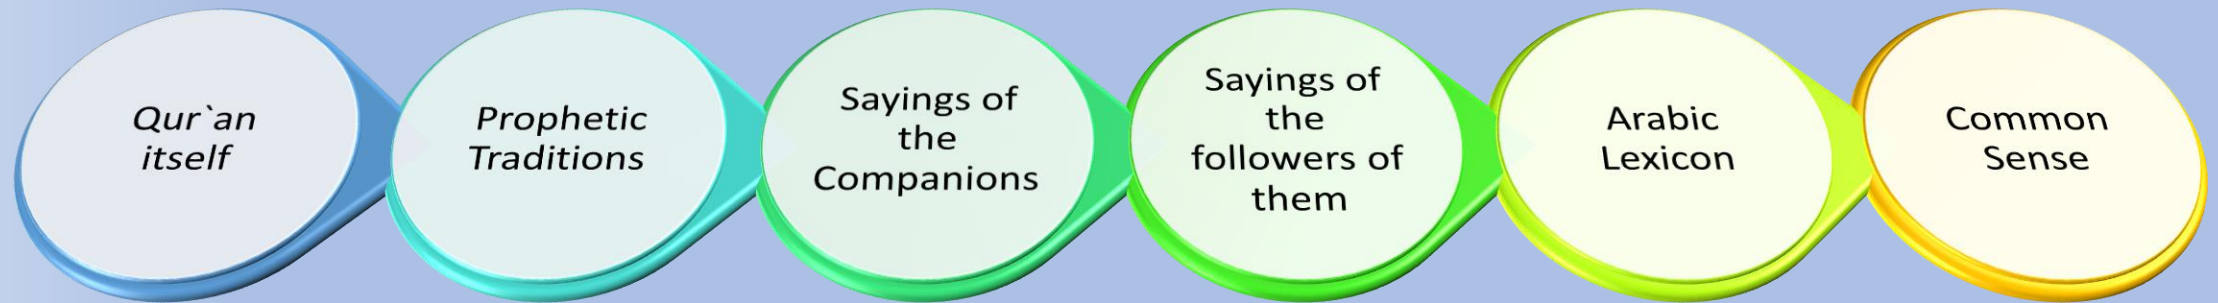 Qur`an
itself
Prophetic
Traditions
Sayings of
the
Companions
Sayings of
the
followers of
them
Arabic
Lexicon
Common
Sense